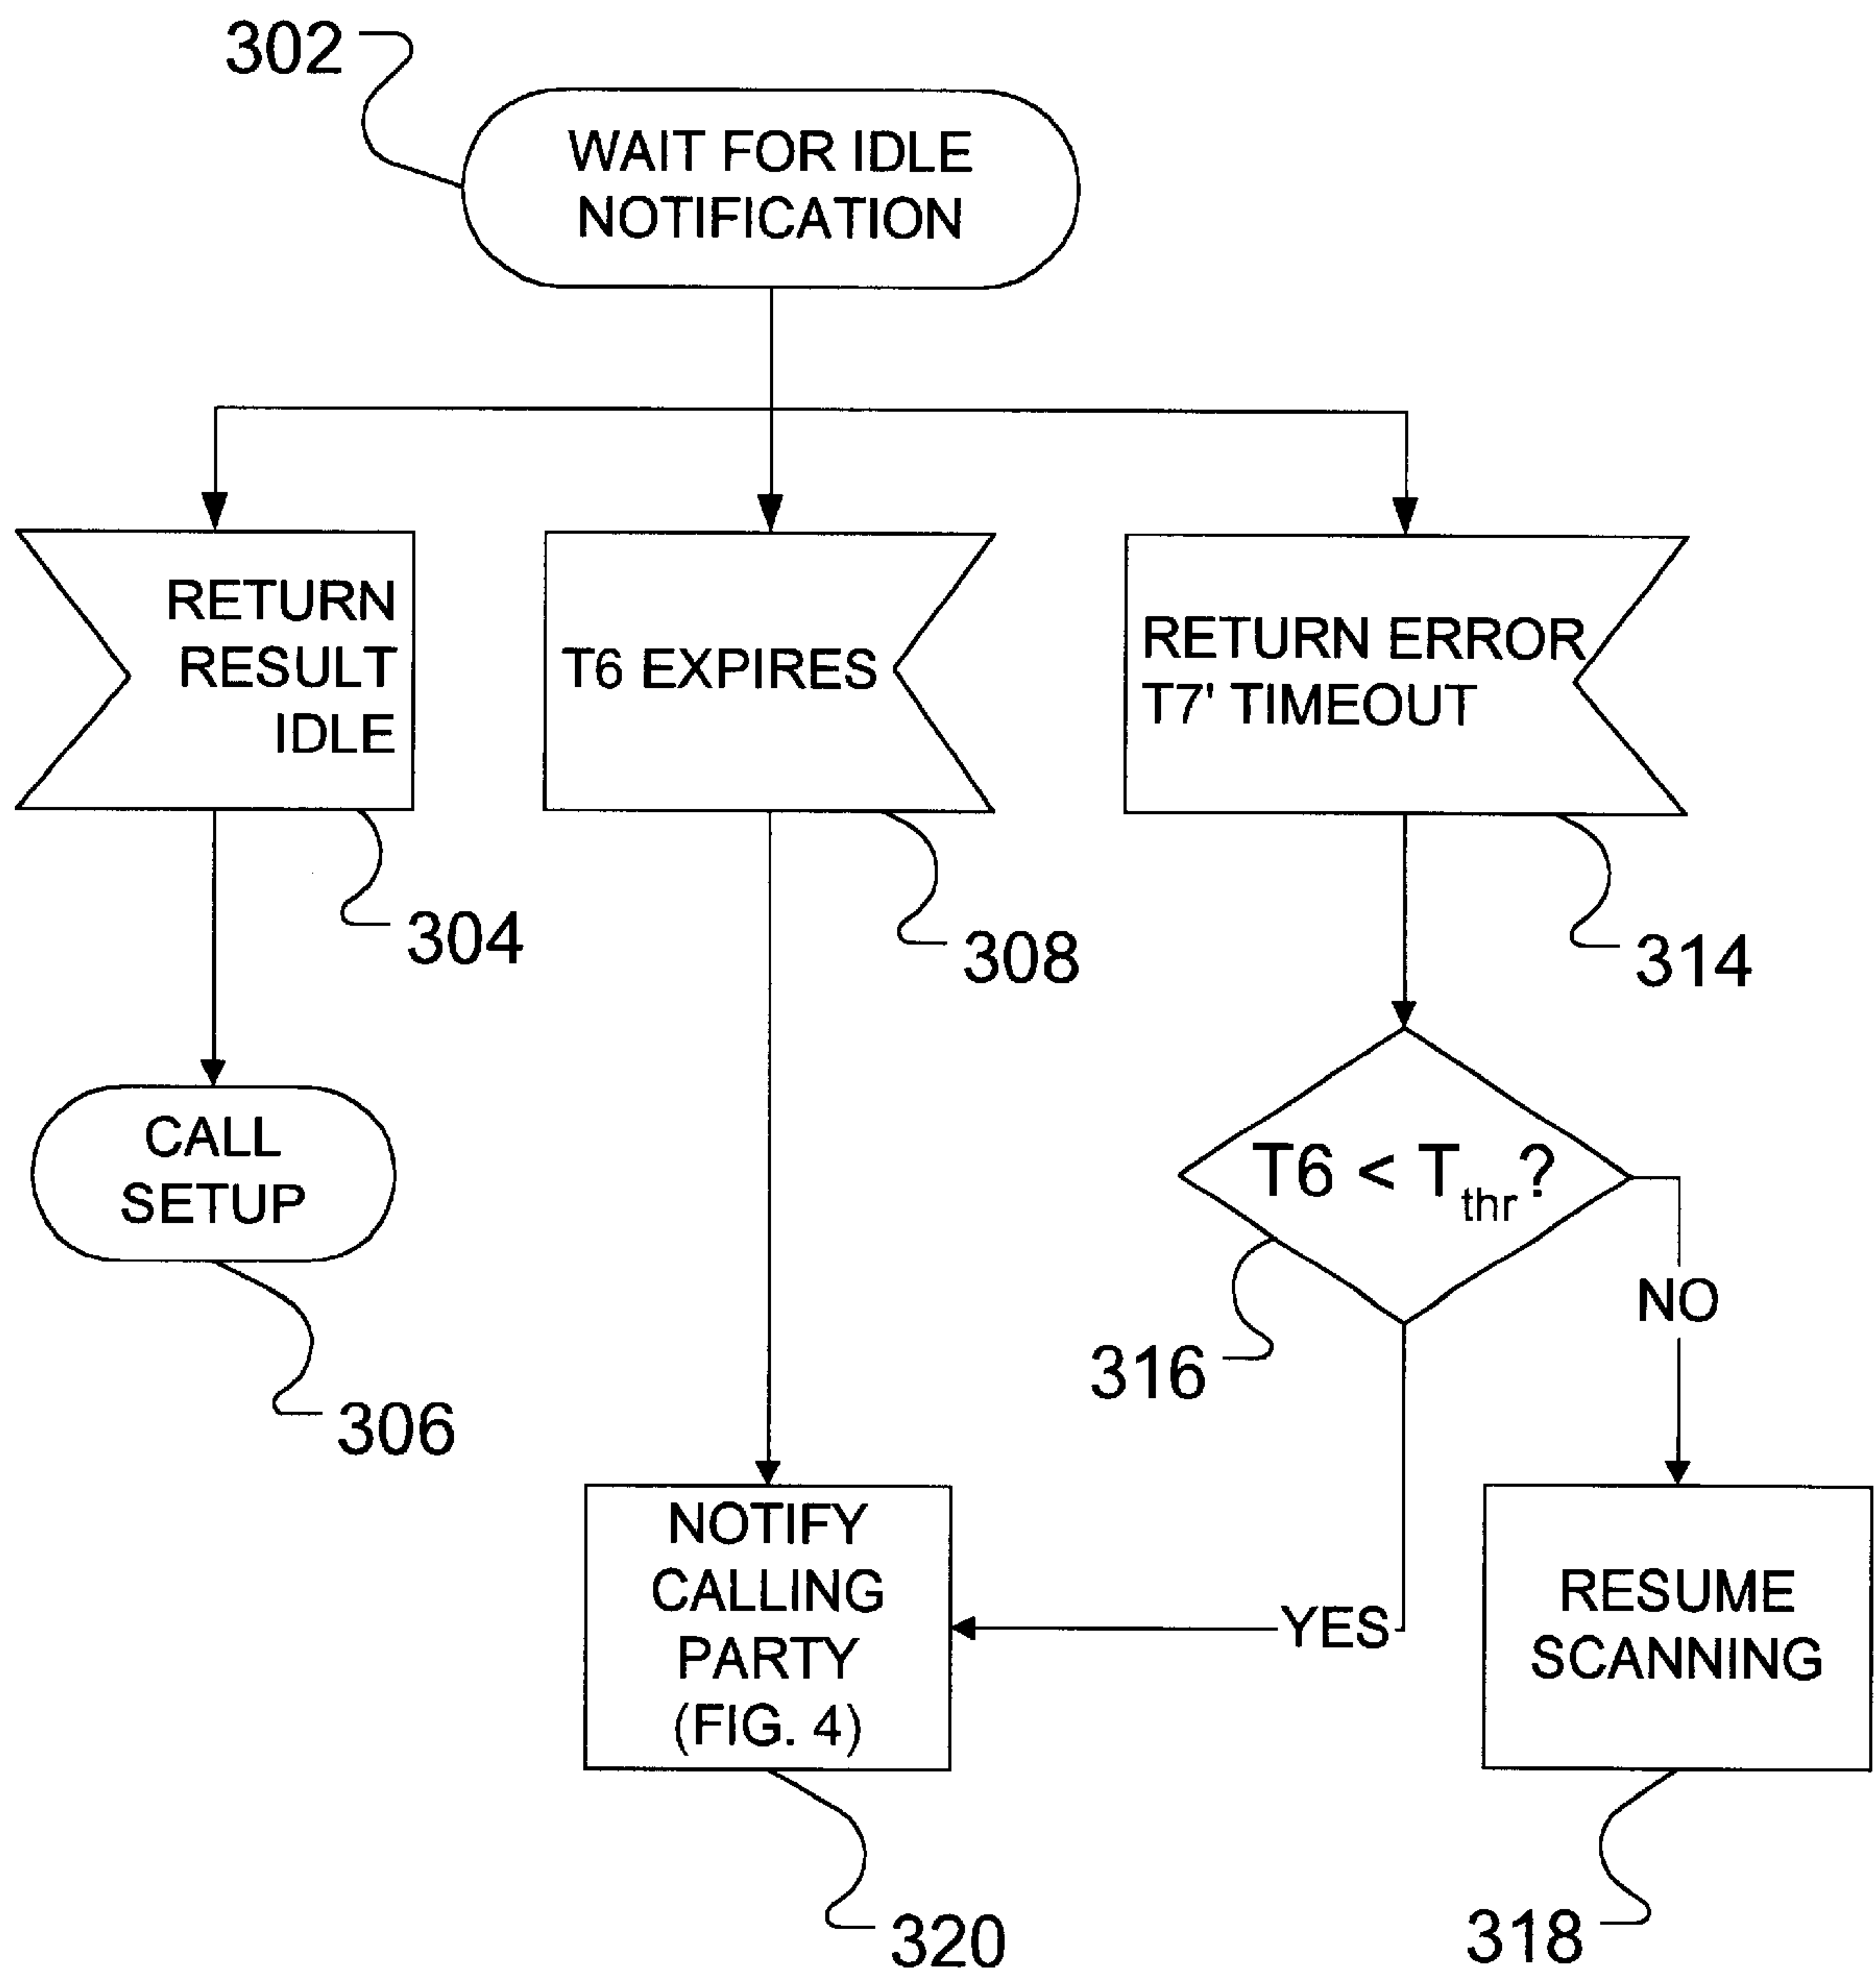 302
WAIT FOR IDLE
NOTIFICATION
RETURN
RESULT
IDLE
304
T6 EXPIRES
308
RETURN ERROR
T7' TIMEOUT
314
CALL
SETUP
306
T6 < Tthr?
316
NO
YES
NOTIFY
CALLING
PARTY
(FIG. 4)
320
RESUME
SCANNING
318